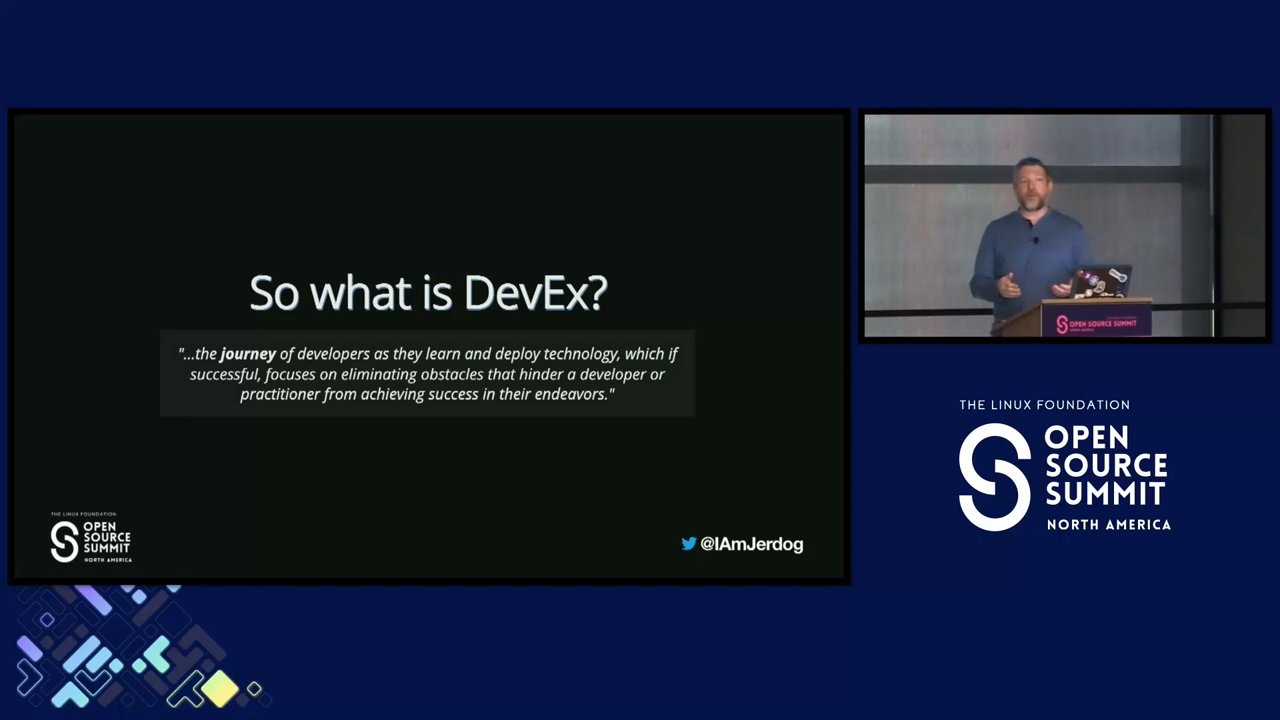 So what is DevEx?
"...the journey of developers as they learn and deploy technology, which if
successful, focuses on eliminating obstacles that hinder a developer or
practitioner from achieving success in their endeavors."
THE LINUX FOUNDATION
OPEN
SOURCE
SUMMIT
NORTH AMERICA
@IAmJerdog
OPEN SOURCE SUMMIT
NORTH AMERICA
THE LINUX FOUNDATION
OPEN
SOURCE
SUMMIT
NORTH AMERICA